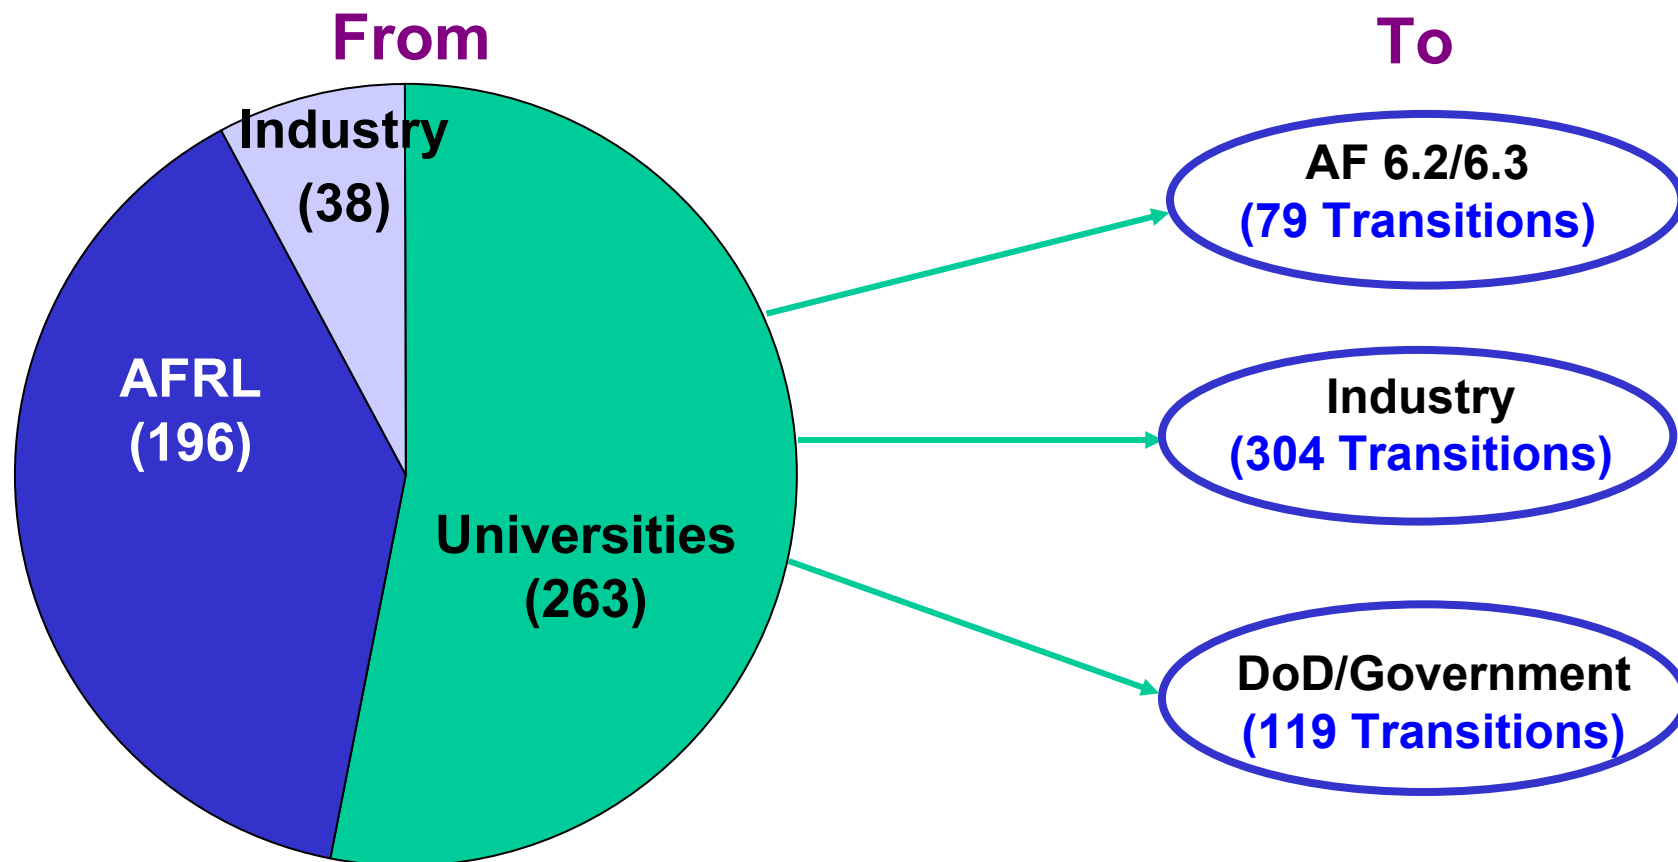 From
Industry
(38)
AFRL
(196)
Universities
(263)
To
AF 6.2/6.3
(79 Transitions)
Industry
(304 Transitions)
DoD/Government
(119 Transitions)